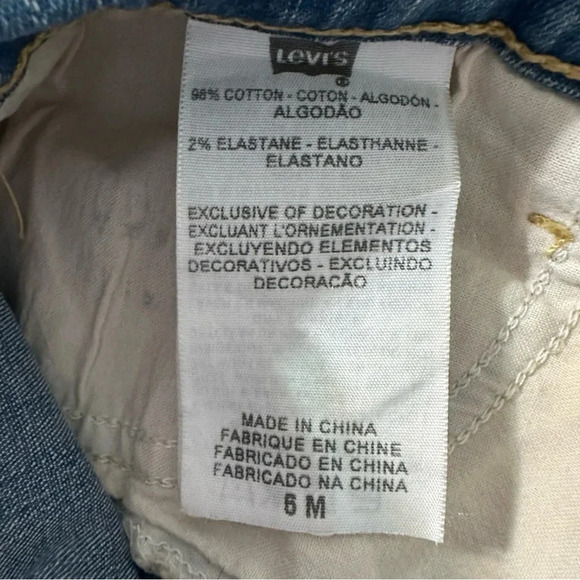 LEVI'S
®
98% COTTON - COTON - ALGODÓN -
ALGODÃO
2% ELASTANE - ELASTHANNE -
ELASTANO
EXCLUSIVE OF DECORATION -
EXCLUANT L'ORNEMENTATION -
EXCLUYENDO ELEMENTOS
DECORATIVOS - EXCLUINDO
DECORAÇÃO
MADE IN CHINA
FABRIQUE EN CHINE
FABRICADO EN CHINA
FABRICADO NA CHINA
6 M